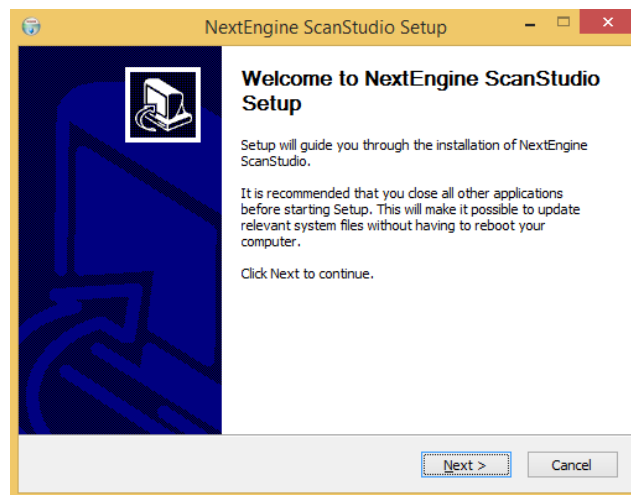 NextEngine ScanStudio Setup
Welcome to NextEngine ScanStudio
Setup
Setup will guide you through the installation of NextEngine
ScanStudio.
It is recommended that you close all other applications
before starting Setup. This will make it possible to update
relevant system files without having to reboot your
computer.
Click Next to continue.
Next >
Cancel